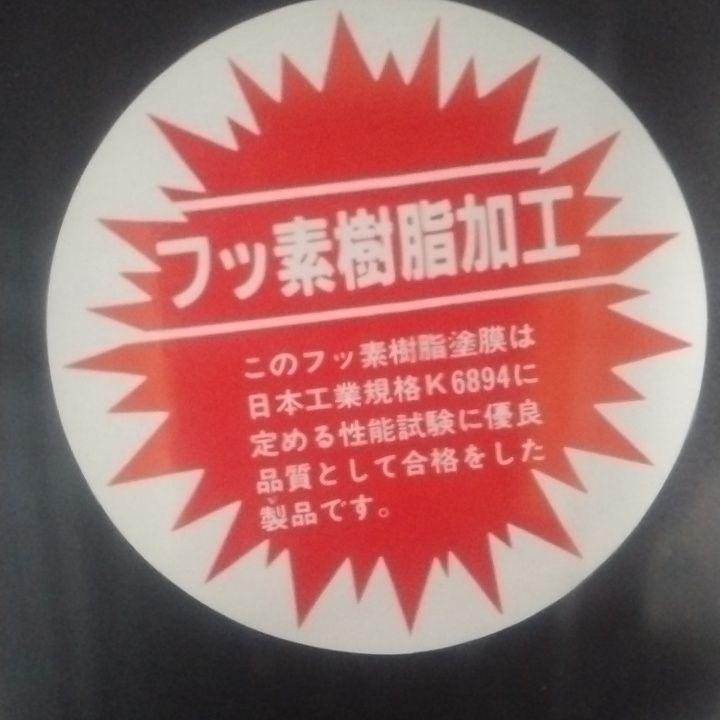 フッ素樹脂加工
このフッ素樹脂塗膜は
日本工業規格K6894に
定める性能試験に優良
品質として合格をした
製品です。